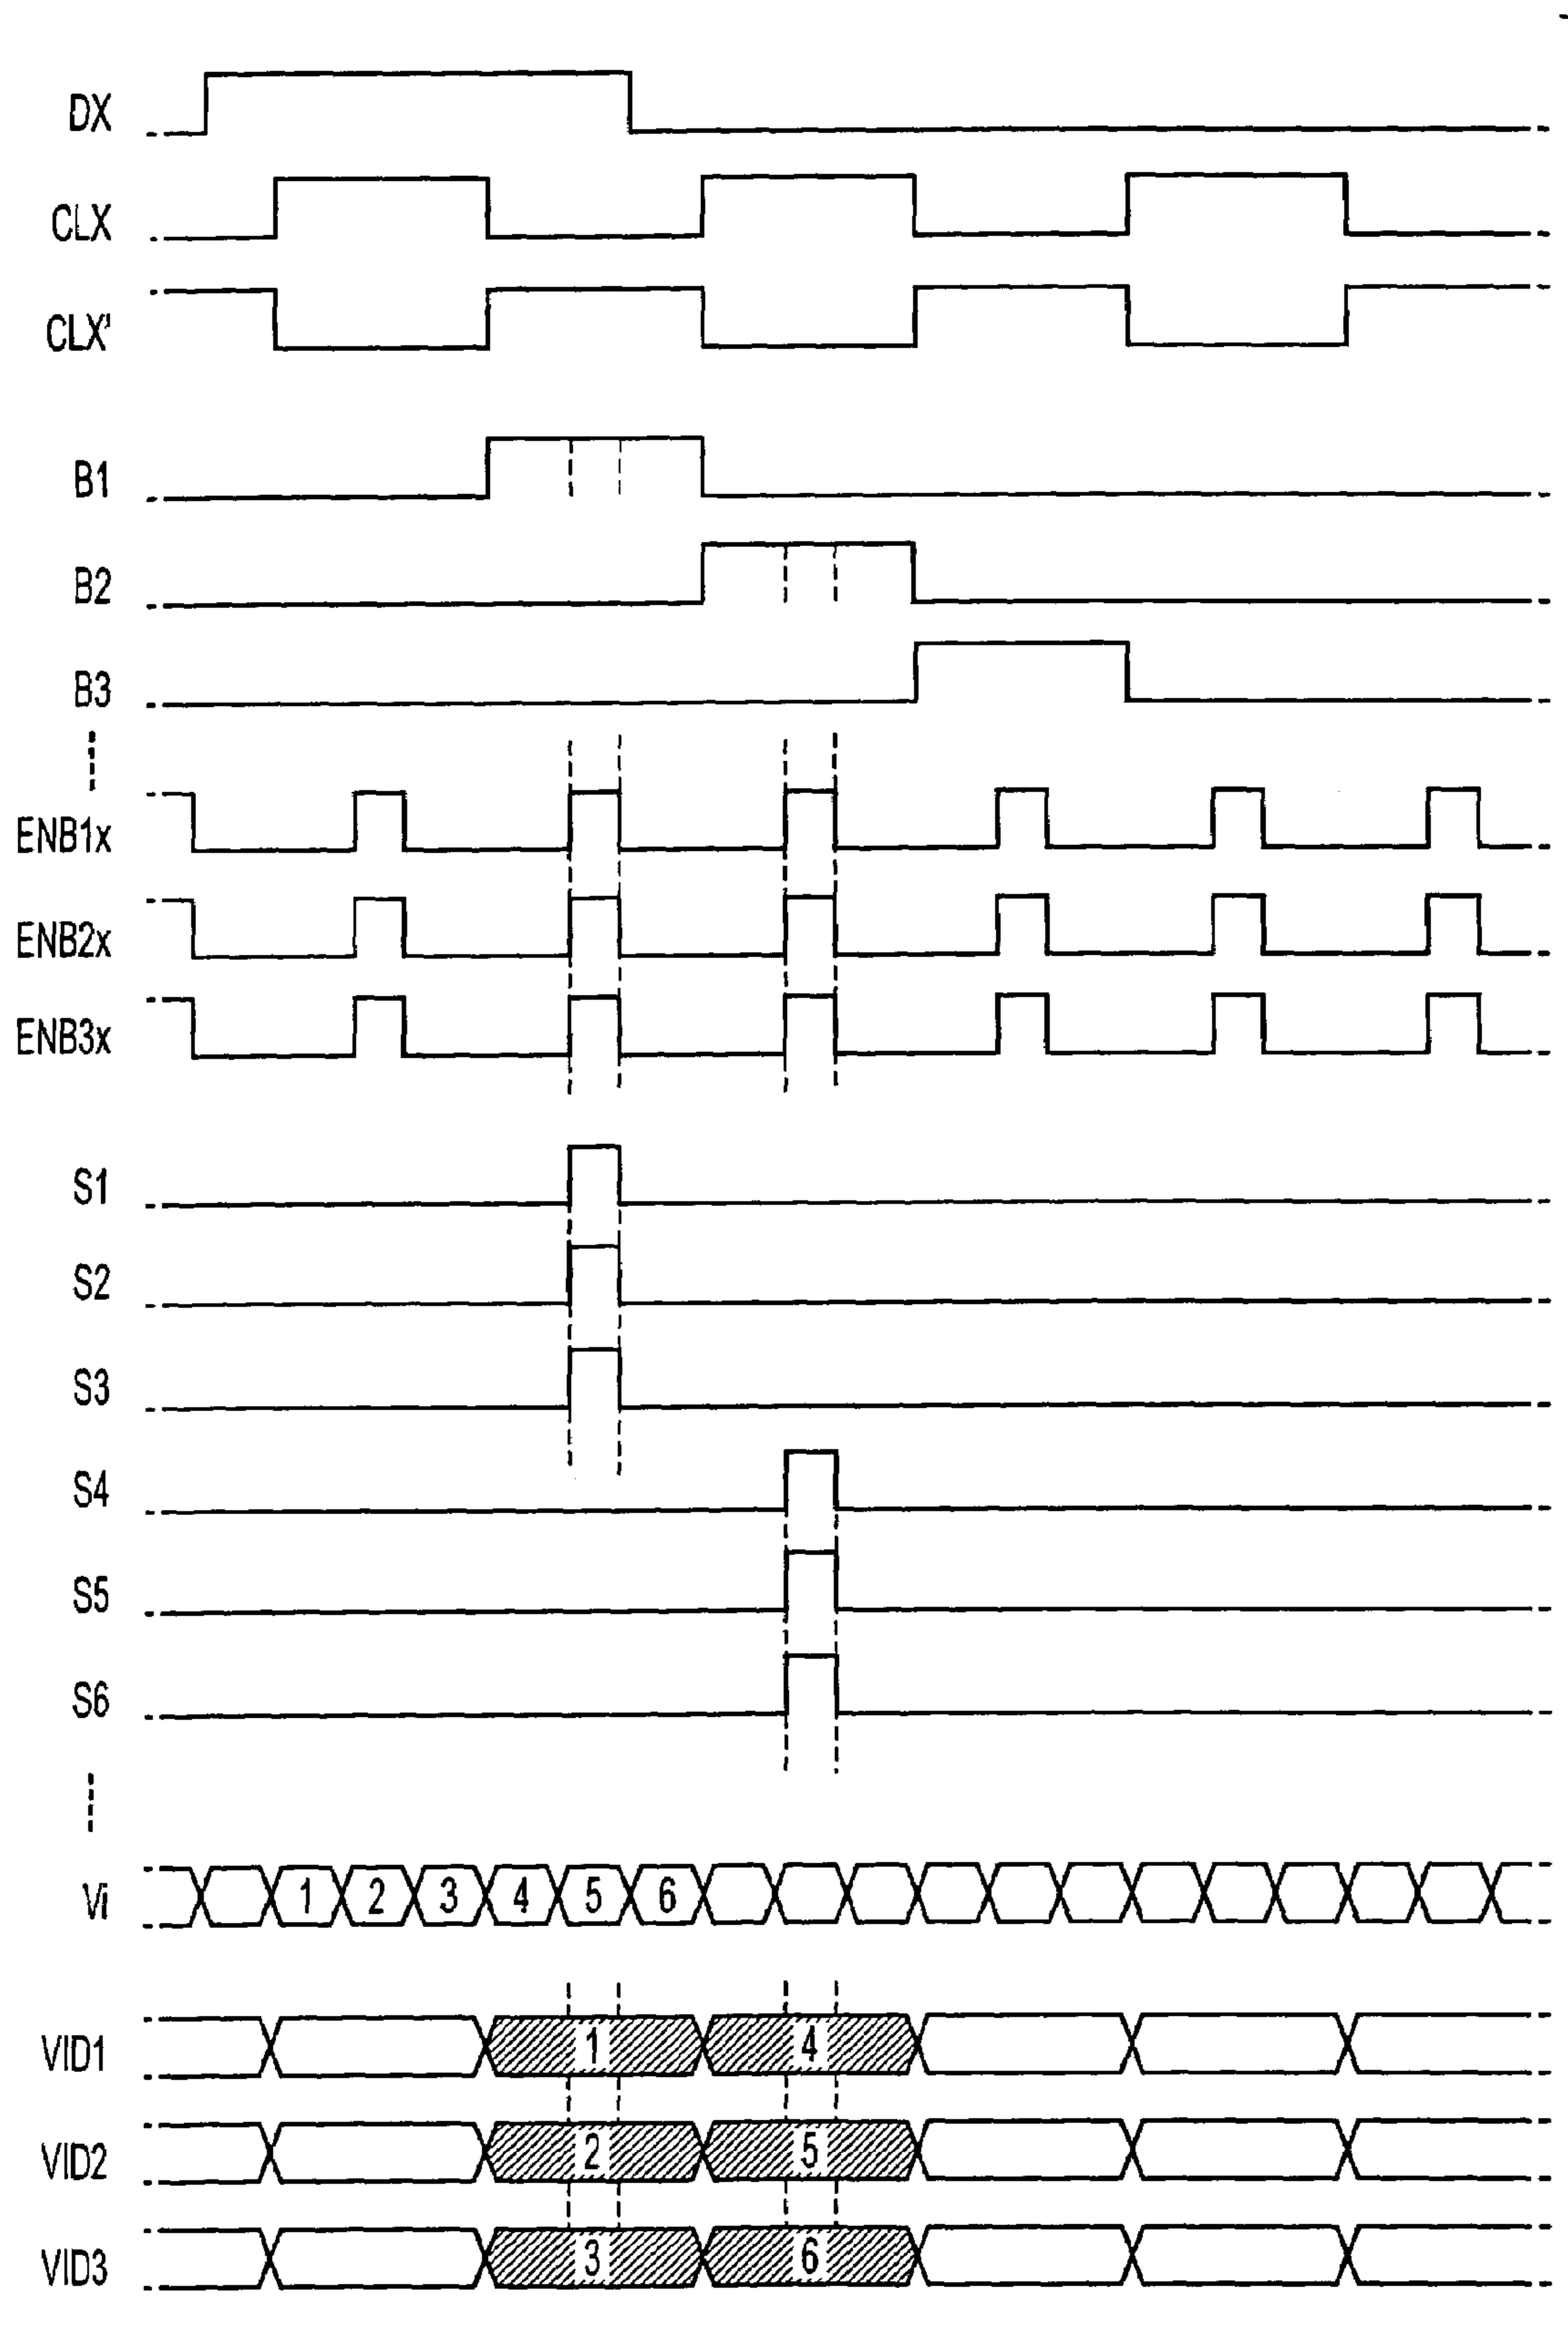 DX
CLX
CLX'
B1
B2
B3
ENB1x
ENB2x
ENB3x
S1
S2
S3
S4
S5
S6
Vi 1 2 3 4 5 6
VID1 1 4
VID2 2 5
VID3 3 6